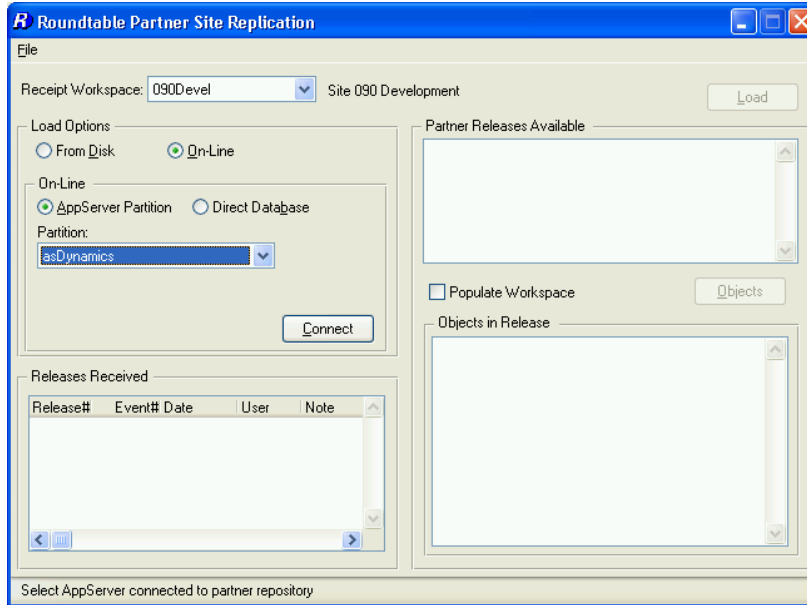 R Roundtable Partner Site Replication
File
Receipt Workspace: 090Devel Site 090 Development
Load
Load Options
From Disk On-Line
On-Line
AppServer Partition Direct Database
Partition:
asDynamics
Connect
Releases Received
Release# Event# Date User Note
Partner Releases Available
Populate Workspace Objects
Objects in Release
Select AppServer connected to partner repository